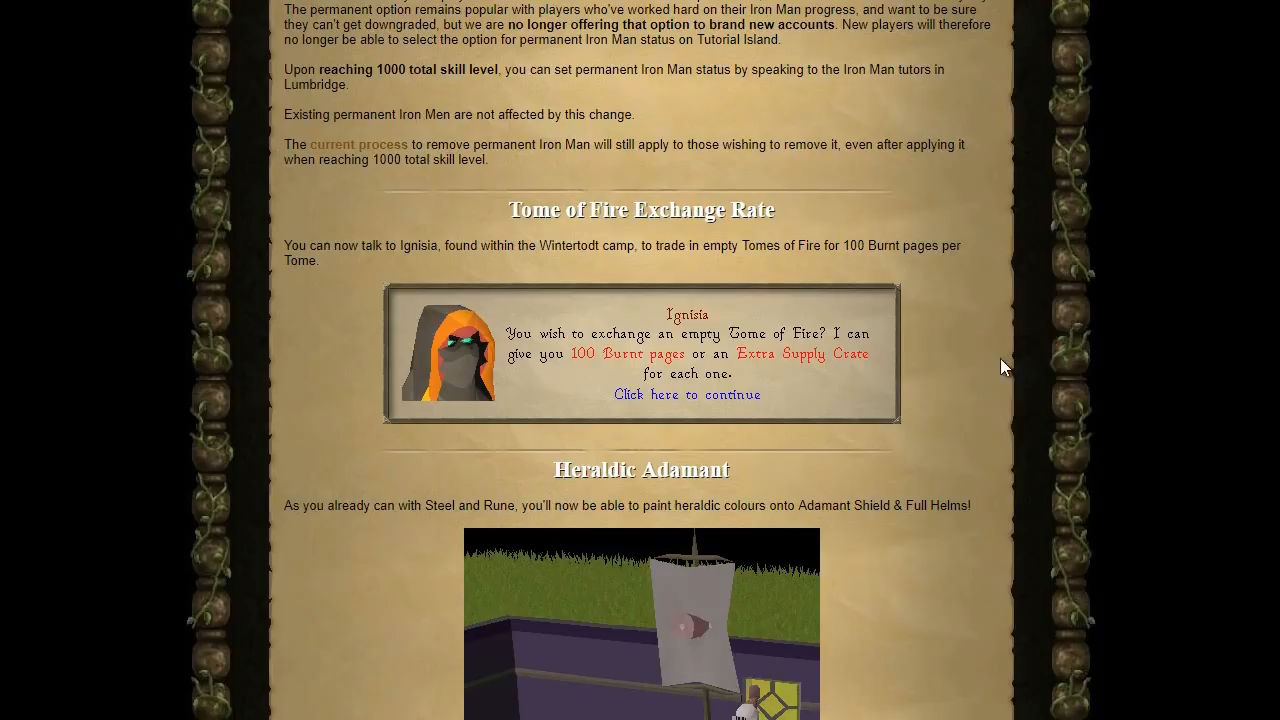 The permanent option remains popular with players who've worked hard on their Iron Man progress, and want to be sure
they can't get downgraded, but we are no longer offering that option to brand new accounts. New players will therefore
no longer be able to select the option for permanent Iron Man status on Tutorial Island.
Upon reaching 1000 total skill level, you can set permanent Iron Man status by speaking to the Iron Man tutors in
Lumbridge.
Existing permanent Iron Men are not affected by this change.
The current process to remove permanent Iron Man will still apply to those wishing to remove it, even after applying it
when reaching 1000 total skill level.
Tome of Fire Exchange Rate
You can now talk to Ignisia, found within the Wintertodt camp, to trade in empty Tomes of Fire for 100 Burnt pages per
Tome.
Ignisia
You wish to exchange an empty Tome of Fire? I can
give you 100 Burnt pages or an Extra Supply Crate
for each one.
Click here to continue
Heraldic Adamant
As you already can with Steel and Rune, you'll now be able to paint heraldic colours onto Adamant Shield & Full Helms!